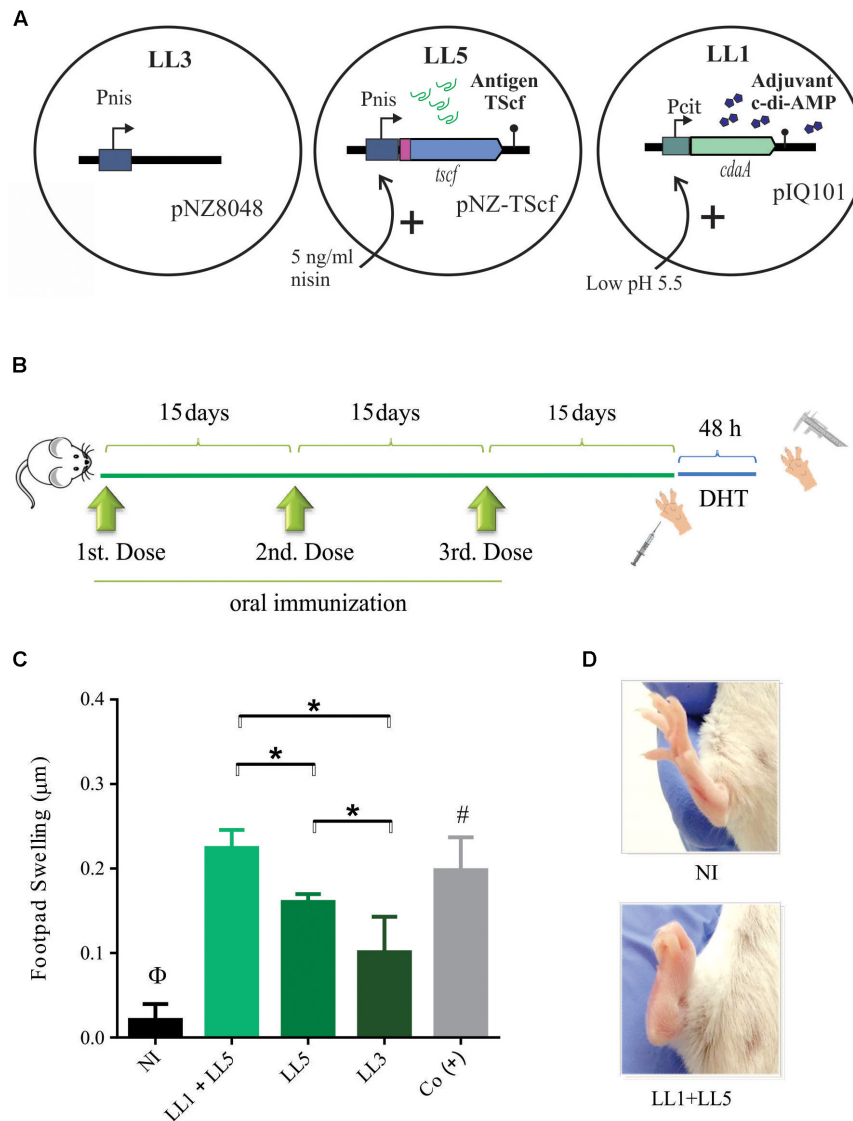 A
LL3
Pnis
pNZ8048
LL5
Pnis
Antigen
TScf
tscf
pNZ-TScf
+
5 ng/ml
nisin
LL1
Pcit
Adjuvant
c-di-AMP
cdaA
pIQ101
+
Low pH 5.5
B
15 days 15 days 15 days 48 h
DHT
1st. Dose 2nd. Dose 3rd. Dose
oral immunization
C
Footpad Swelling (μm)
0.4
0.3
0.2
0.1
0.0
*
*
*
#
Φ
NI LL1 + LL5 LL5 LL3 Co (+)
D
NI
LL1+LL5